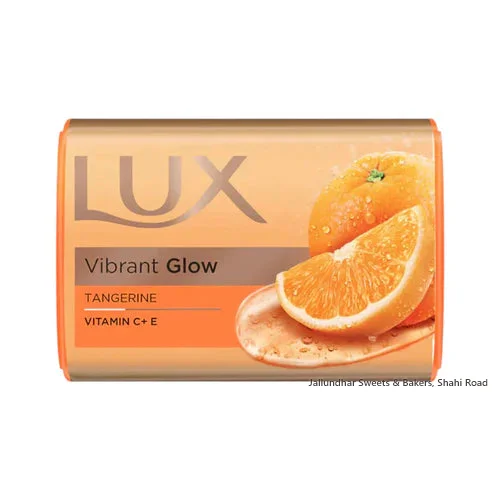 LUX
Vibrant Glow
TANGERINE
VITAMIN C+ E
Jallundhar Sweets & Bakers, Shahi Road